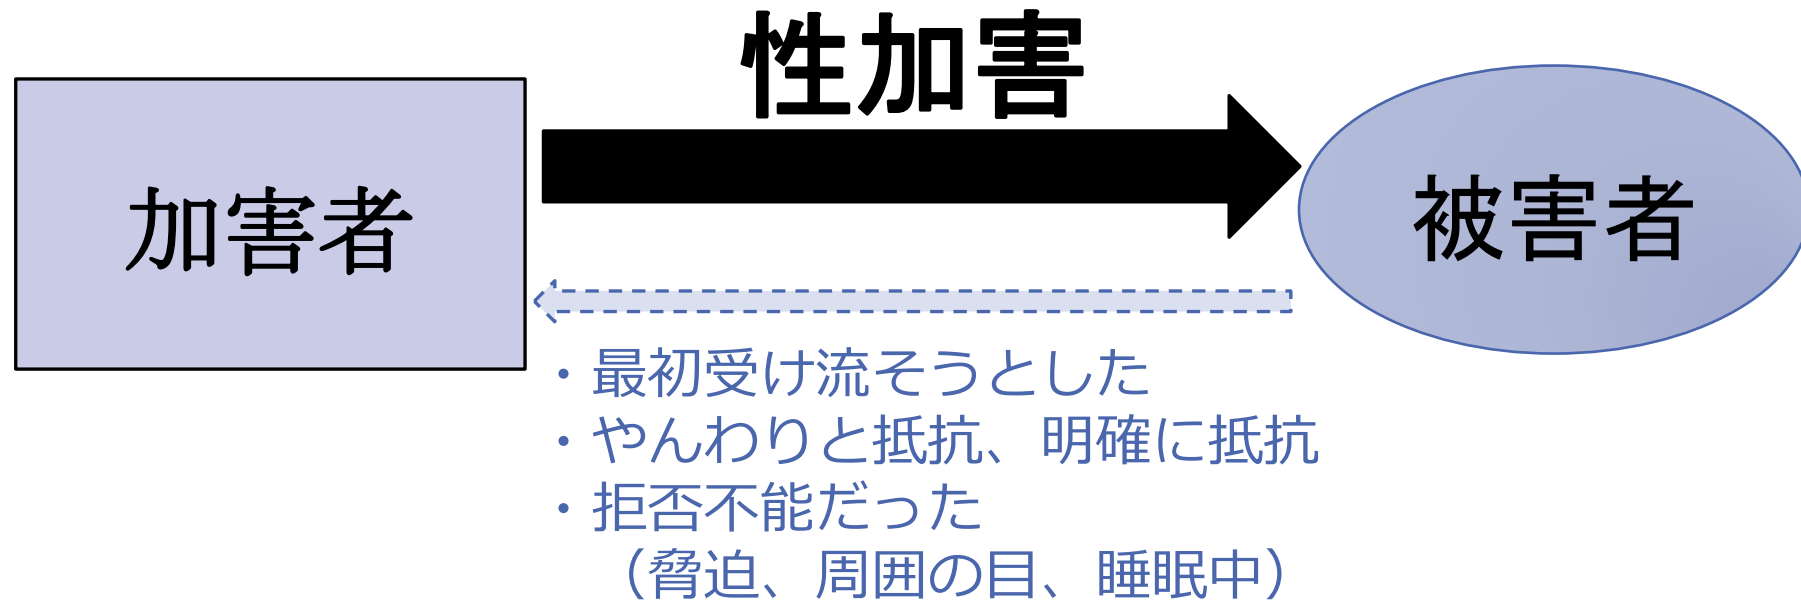 性加害
加害者
被害者
・最初受け流そうとした
・やんわりと抵抗、明確に抵抗
・拒否不能だった
（脅迫、周囲の目、睡眠中）